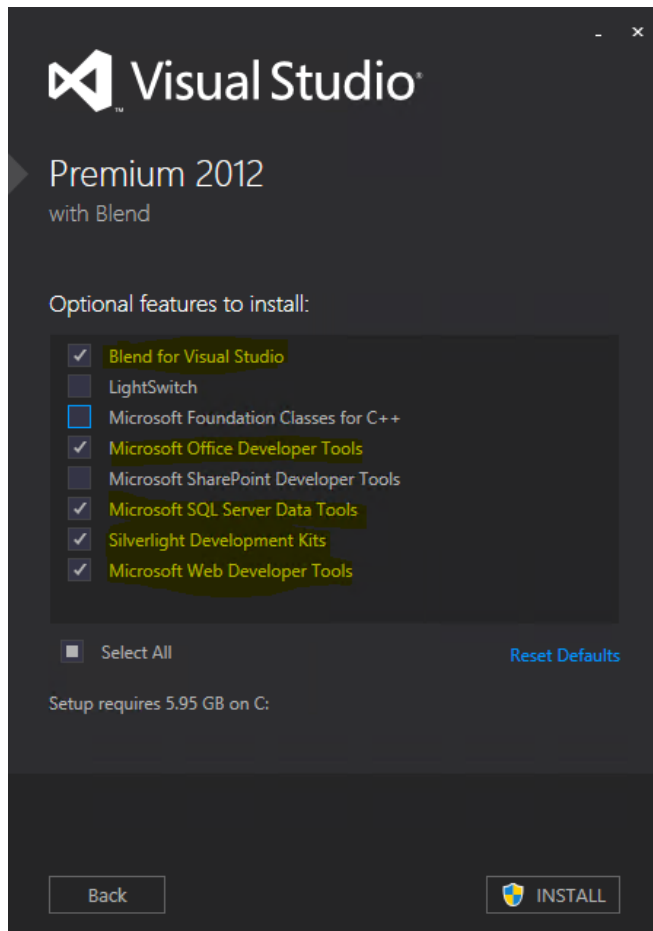 Visual Studio®
™
Premium 2012
with Blend
Optional features to install:
Blend for Visual Studio
LightSwitch
Microsoft Foundation Classes for C++
Microsoft Office Developer Tools
Microsoft SharePoint Developer Tools
Microsoft SQL Server Data Tools
Silverlight Development Kits
Microsoft Web Developer Tools
Select All
Reset Defaults
Setup requires 5.95 GB on C:
Back
INSTALL